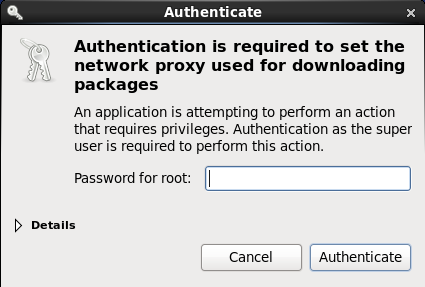 Authenticate
Authentication is required to set the
network proxy used for downloading
packages
An application is attempting to perform an action
that requires privileges. Authentication as the super
user is required to perform this action.
Password for root:
Details
Cancel
Authenticate